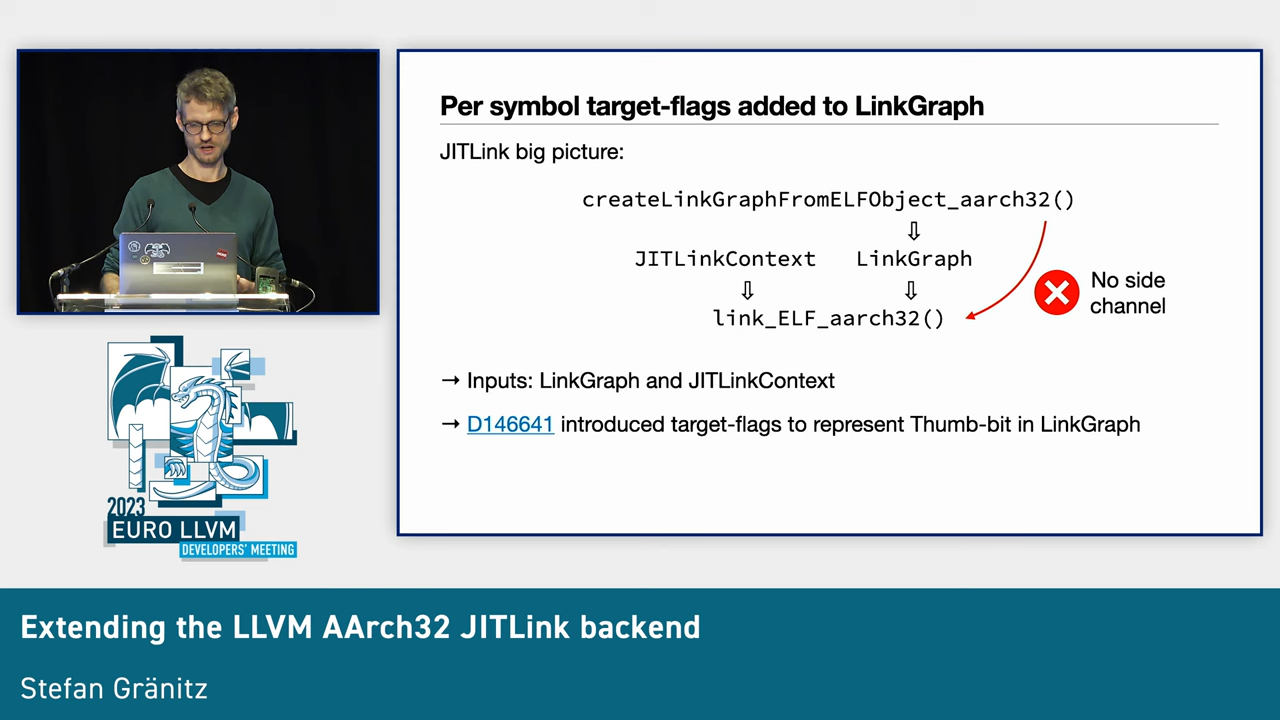 Per symbol target-flags added to LinkGraph
JITLink big picture:
createLinkGraphFromELFObject_aarch32()
⇩
JITLinkContext LinkGraph
⇩ ⇩
link_ELF_aarch32()
No side
channel
→ Inputs: LinkGraph and JITLinkContext
→ D146641 introduced target-flags to represent Thumb-bit in LinkGraph
2023
EURO LLVM
DEVELOPERS' MEETING
Extending the LLVM AArch32 JITLink backend
Stefan Gränitz